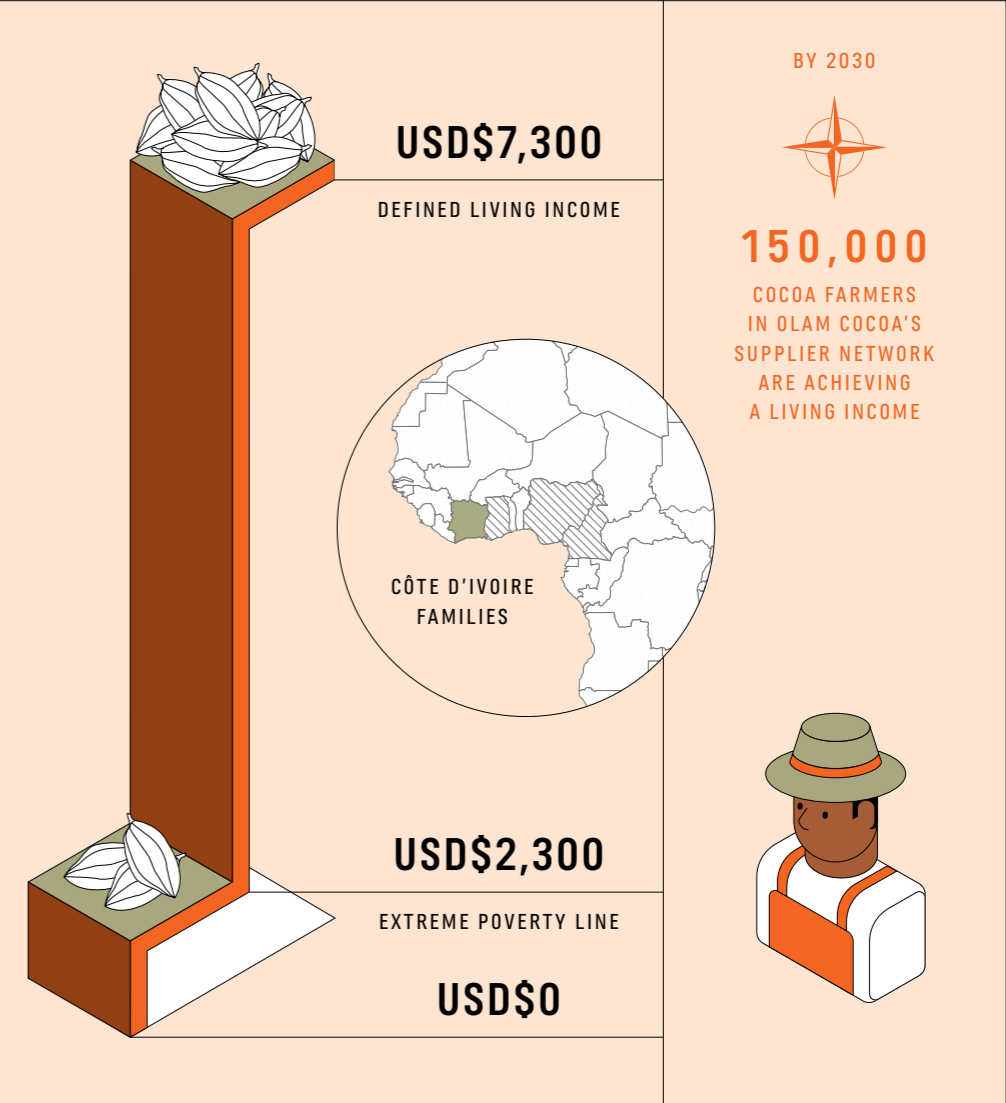 USD$7,300
DEFINED LIVING INCOME
CÔTE D'IVOIRE
FAMILIES
USD$2,300
EXTREME POVERTY LINE
USD$0
BY 2030
150,000
COCOA FARMERS
IN OLAM COCOA'S
SUPPLIER NETWORK
ARE ACHIEVING
A LIVING INCOME